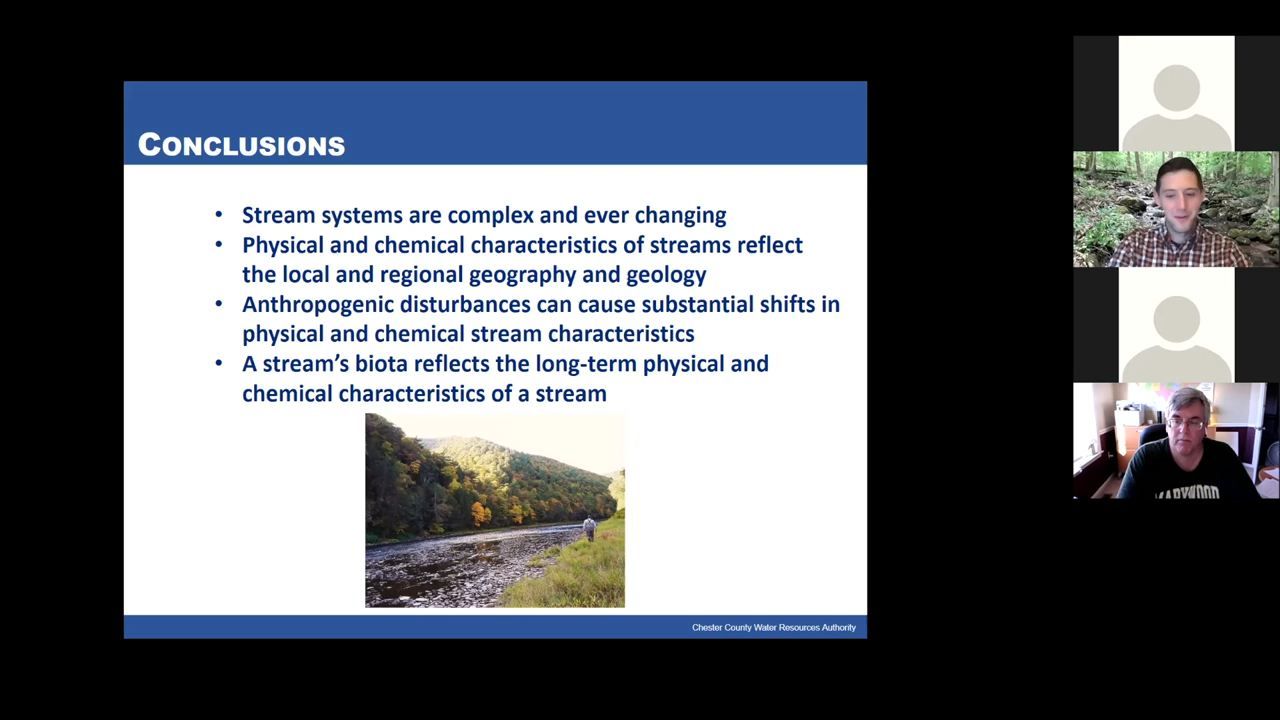 CONCLUSIONS
• Stream systems are complex and ever changing
• Physical and chemical characteristics of streams reflect
the local and regional geography and geology
• Anthropogenic disturbances can cause substantial shifts in
physical and chemical stream characteristics
• A stream's biota reflects the long-term physical and
chemical characteristics of a stream
Chester County Water Resources Authority
MARYWOOD